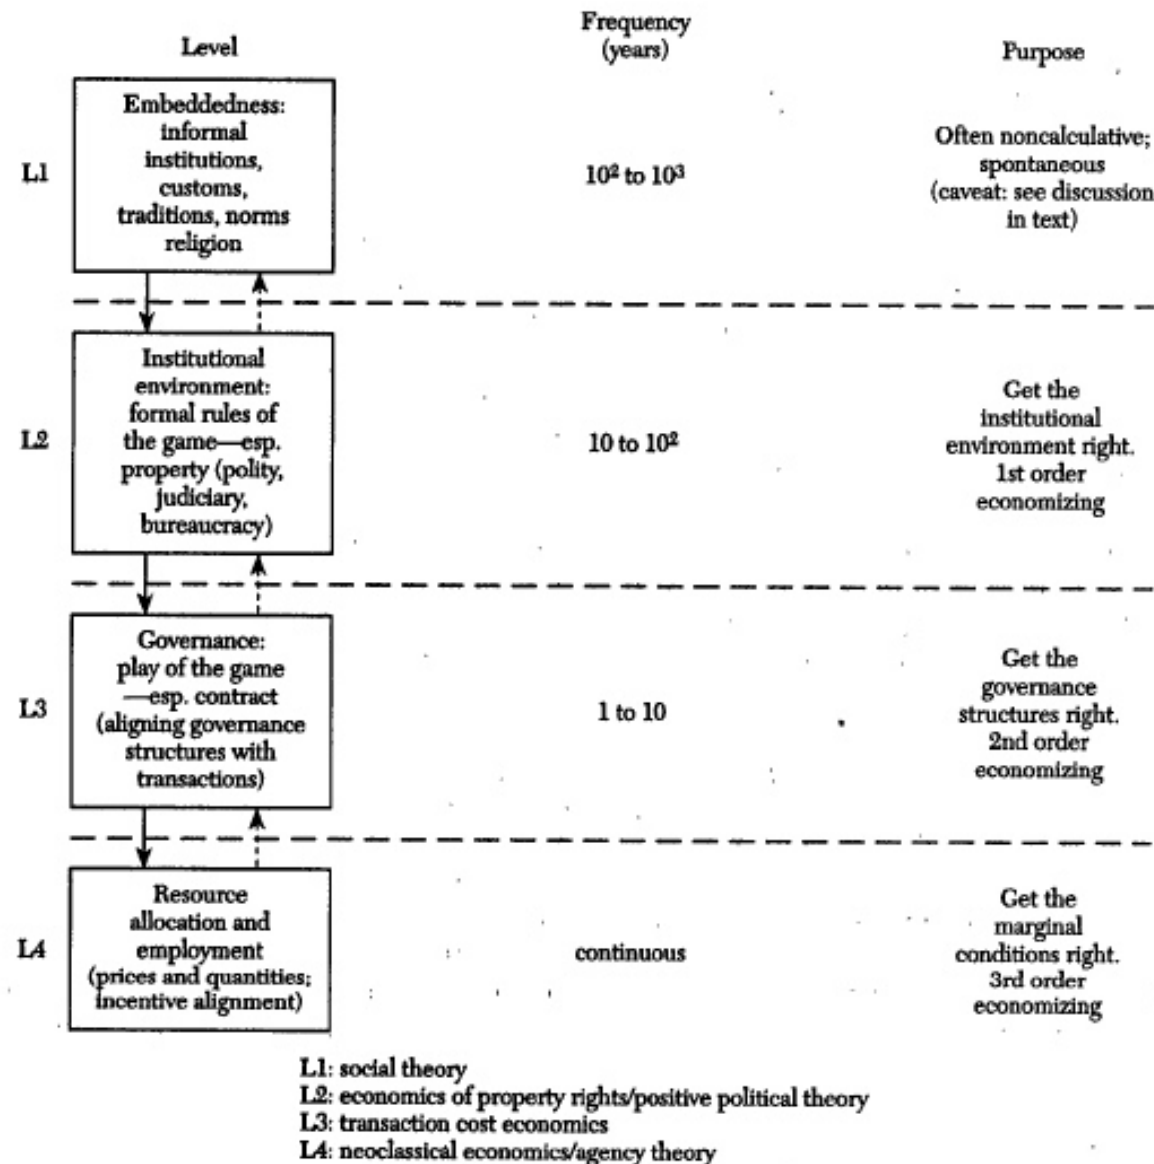 Level
Frequency
(years)
Purpose
L1
Embeddedness:
informal
institutions,
customs,
traditions, norms
religion
10² to 10³
Often noncalculative;
spontaneous
(caveat: see discussion
in text)
L2
Institutional
environment:
formal rules of
the game—esp.
property (polity,
judiciary,
bureaucracy)
10 to 10²
Get the
institutional
environment right.
1st order
economizing
L3
Governance:
play of the game
—esp. contract
(aligning governance
structures with
transactions)
1 to 10
Get the
governance
structures right.
2nd order
economizing
L4
Resource
allocation and
employment
(prices and quantities;
incentive alignment)
continuous
Get the
marginal
conditions right.
3rd order
economizing
L1: social theory
L2: economics of property rights/positive political theory
L3: transaction cost economics
L4: neoclassical economics/agency theory